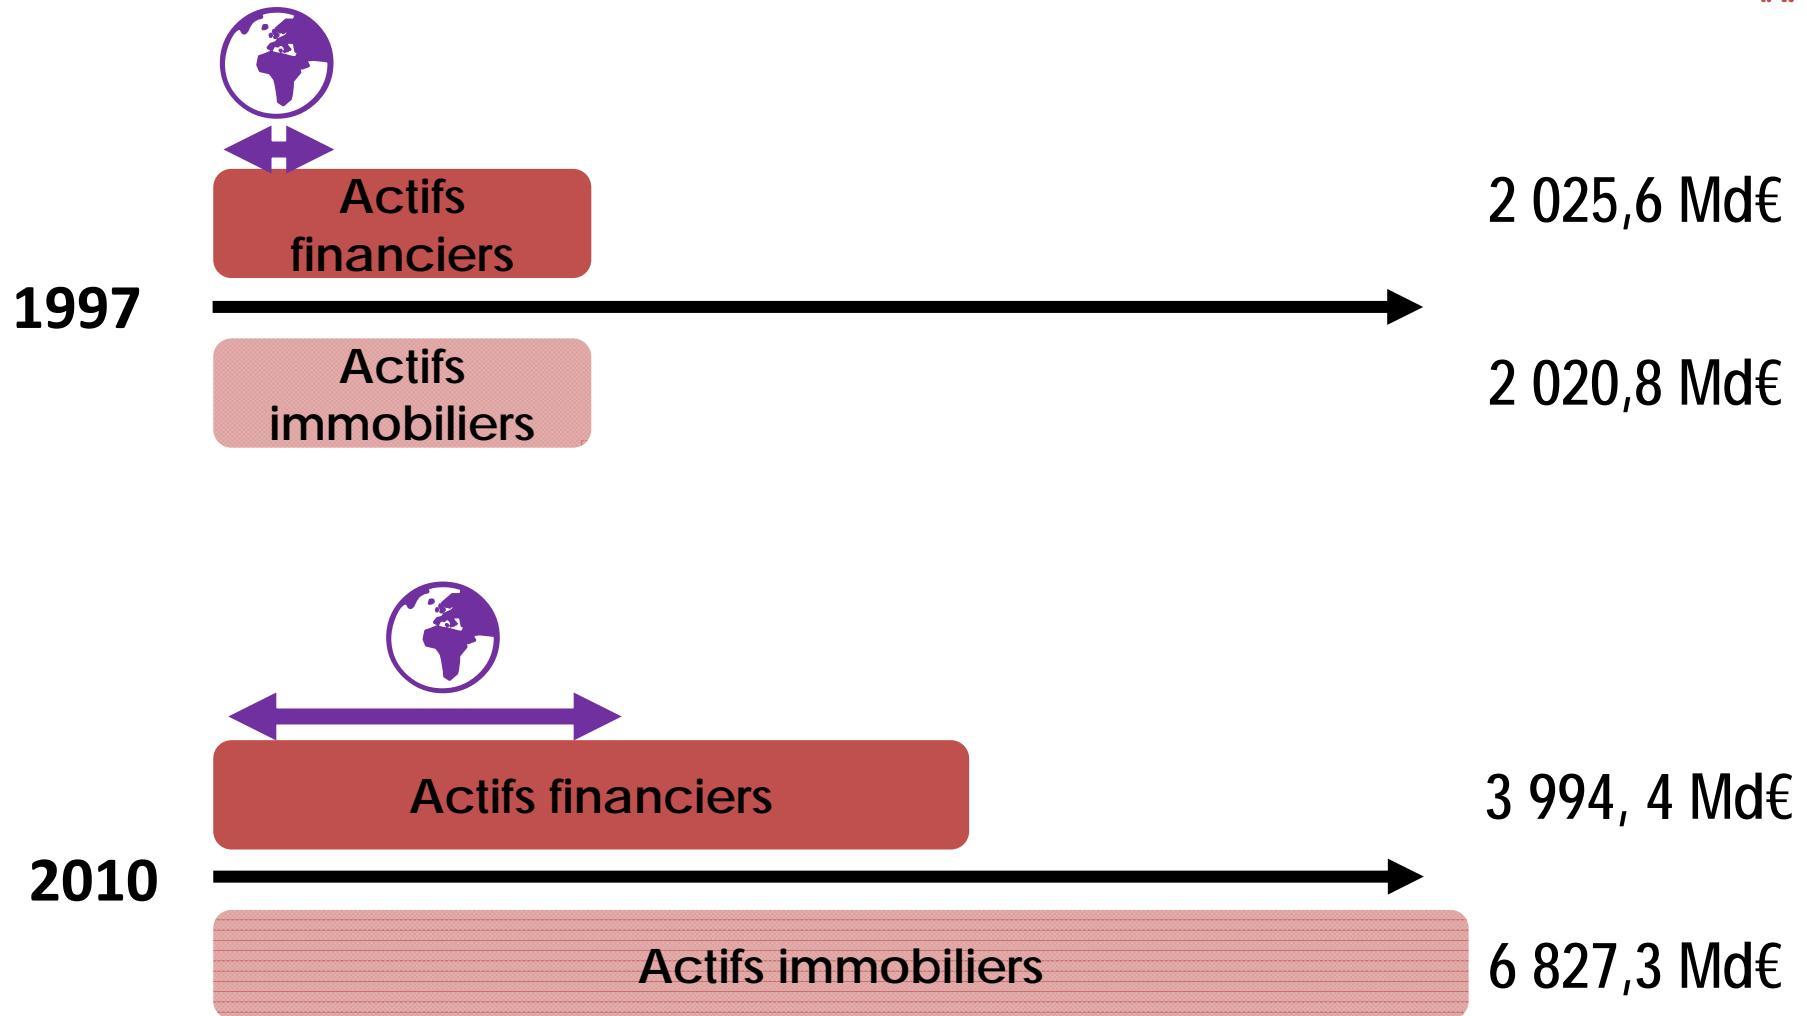 Actifs
financiers
2 025,6 Md€
1997
Actifs
immobiliers
2 020,8 Md€
Actifs financiers
3 994, 4 Md€
2010
Actifs immobiliers
6 827,3 Md€